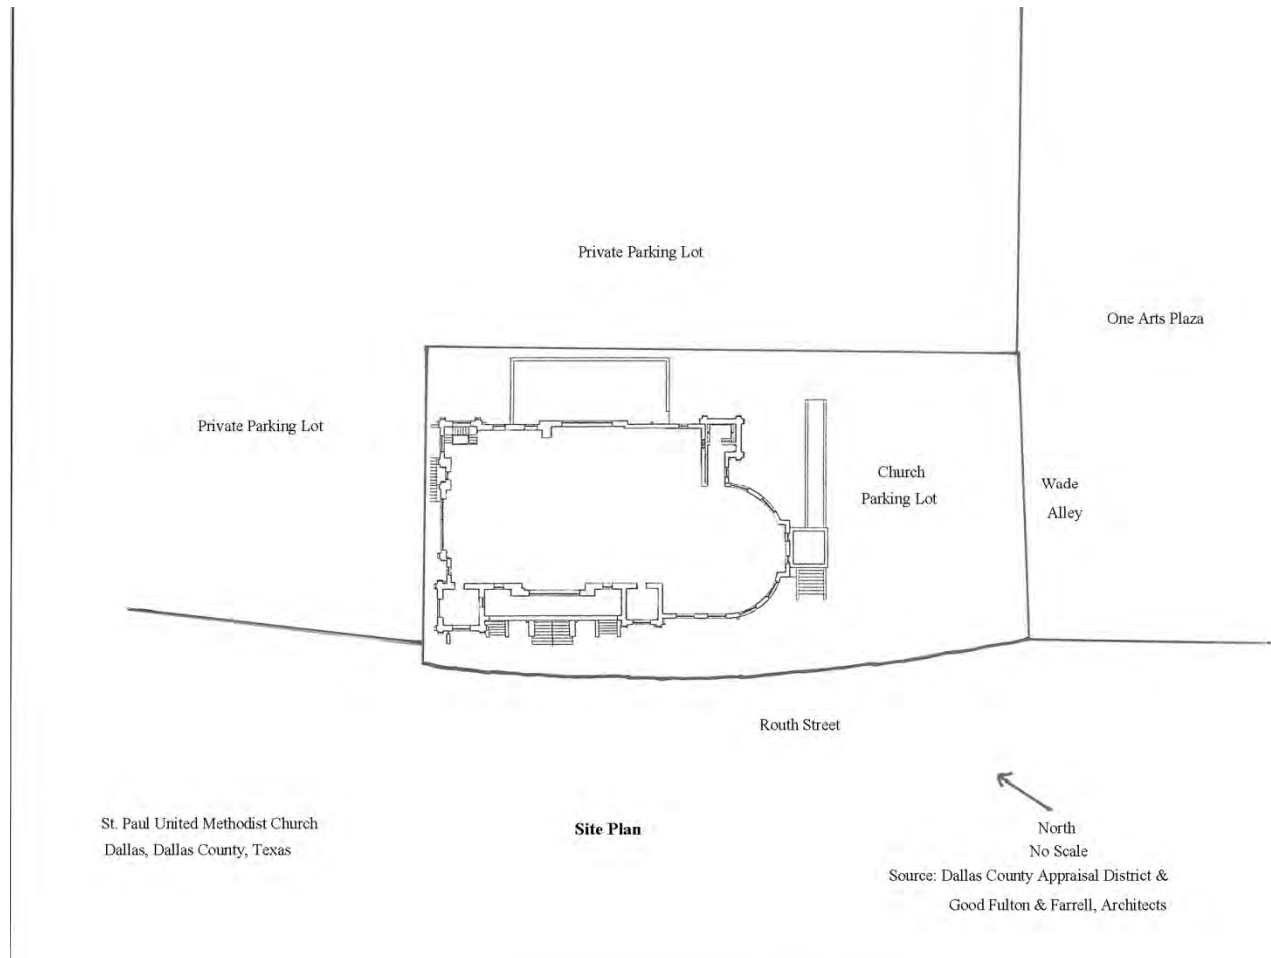 Private Parking Lot
One Arts Plaza
Private Parking Lot
Church
Parking Lot
Wade
Alley
Routh Street
St. Paul United Methodist Church
Dallas, Dallas County, Texas
Site Plan
North
No Scale
Source: Dallas County Appraisal District &
Good Fulton & Farrell, Architects